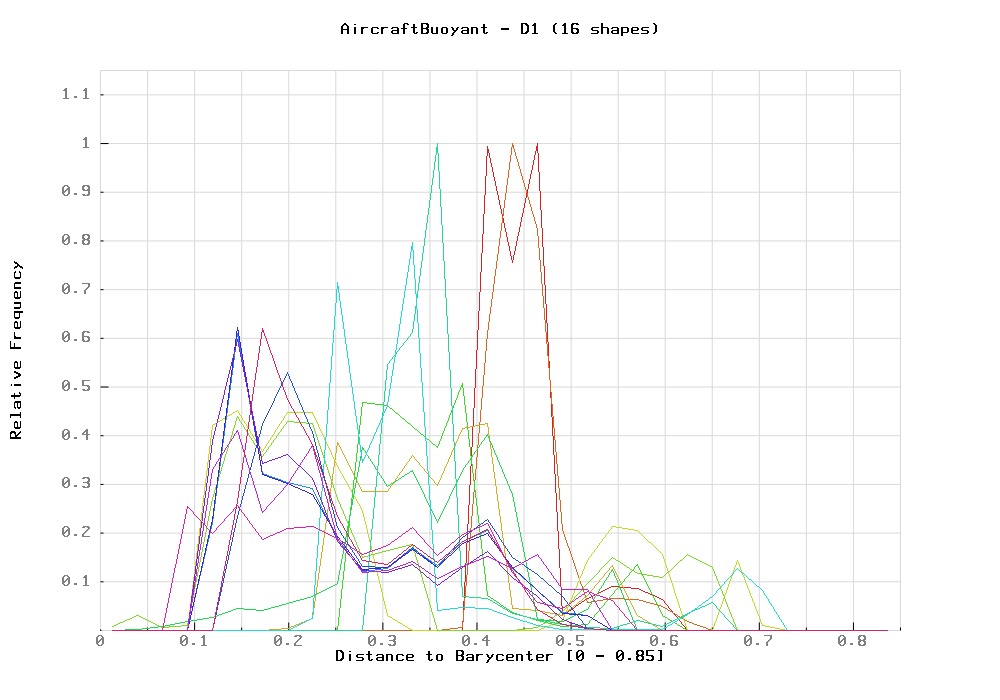 AircraftBuoyant - D1 (16 shapes)
1.1
1
0.9
0.8
0.7
0.6
0.5
0.4
0.3
0.2
0.1
Relative Frequency
0 0.1 0.2 0.3 0.4 0.5 0.6 0.7 0.8
Distance to Barycenter [0 - 0.85]